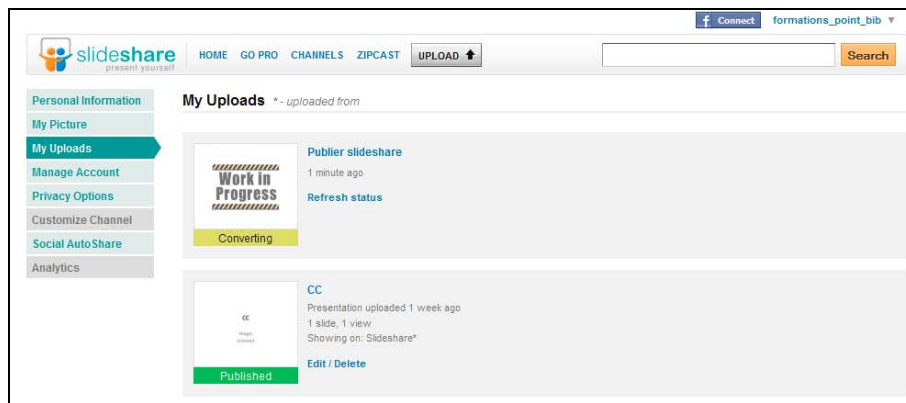 f Connect formations_point_bib
slideshare
present yourself
HOME GO PRO CHANNELS ZIPCAST UPLOAD Search
Personal Information
My Picture
My Uploads
Manage Account
Privacy Options
Customize Channel
Social AutoShare
Analytics
My Uploads * - uploaded from
Work in
Progress
Converting
Publier slideshare
1 minute ago
Refresh status
cc
Published
CC
Presentation uploaded 1 week ago
1 slide, 1 view
Showing on: Slideshare*
Edit / Delete